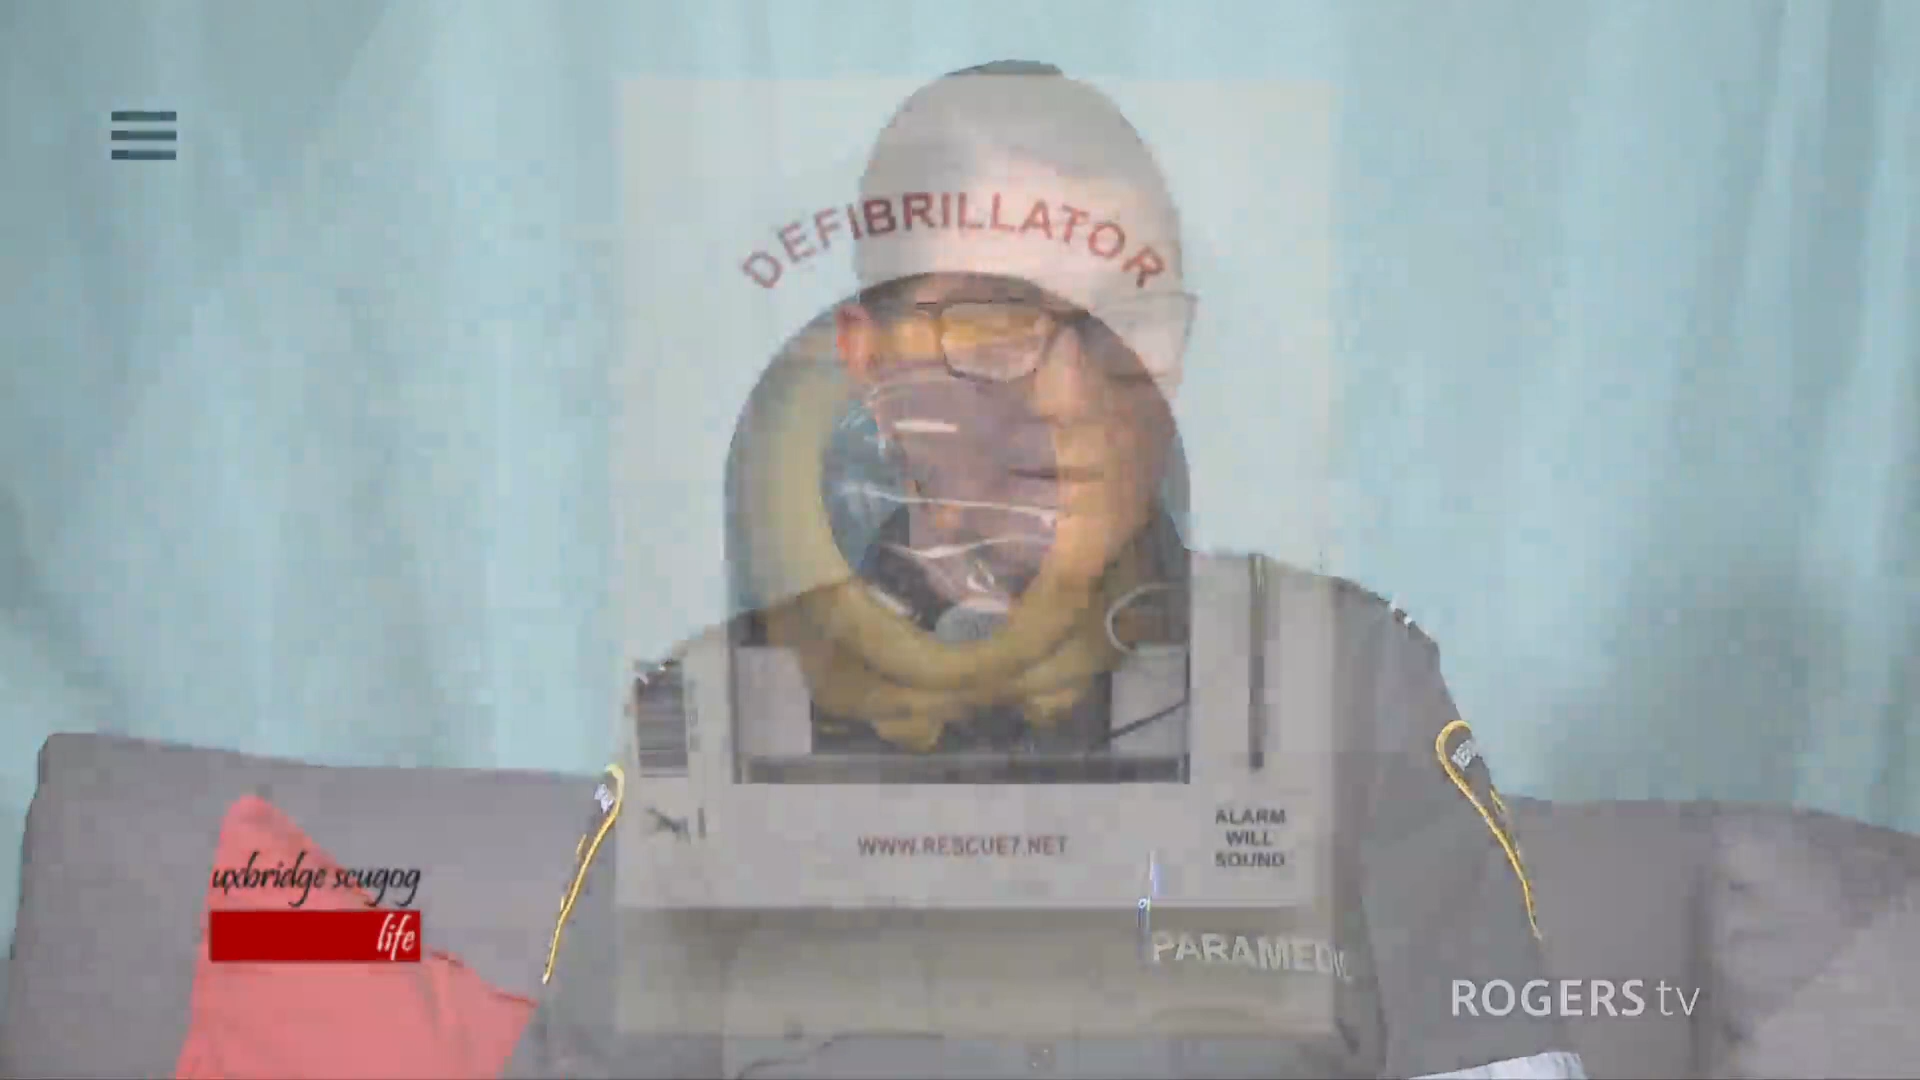 DEFIBRILLATOR
WWW.RESCUE7.NET
ALARM
WILL
SOUND
PARAMEDIC
uxbridge scugog
life
ROGERS tv